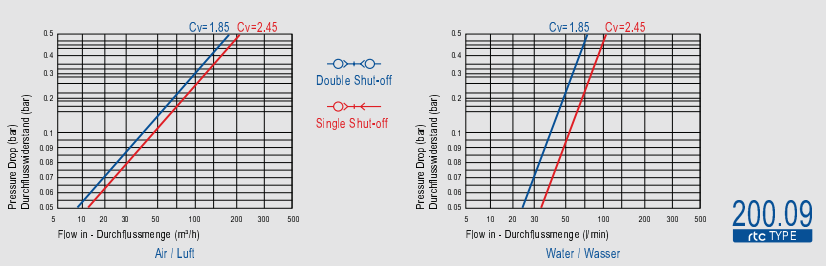 Cv=1.85 Cv=2.45
0.5
0.4
0.3
0.2
0.1
0.09
0.08
0.07
0.06
0.05
5 10 20 30 50 100 200 300 500
Pressure Drop (bar)
Durchflusswiderstand (bar)
Flow in - Durchflussmenge (m³/h)
Air / Luft
Double Shut-off
Single Shut-off
Cv=1.85 Cv=2.45
0.5
0.4
0.3
0.2
0.1
0.09
0.08
0.07
0.06
0.05
5 10 20 30 50 100 200 300 500
Pressure Drop (bar)
Durchflusswiderstand (bar)
Flow in - Durchflussmenge (l/min)
Water / Wasser
200.09
rtc TYPE